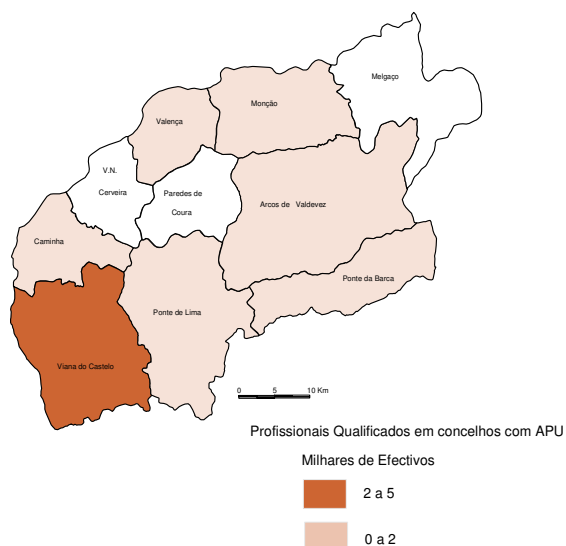 Melgaço
Monção
Valença
V.N.
Cerveira
Paredes de
Coura
Arcos de Valdevez
Caminha
Ponte da Barca
Ponte de Lima
Viana do Castelo
0 5 10 Km
Profissionais Qualificados em concelhos com APU
Milhares de Efectivos
2 a 5
0 a 2